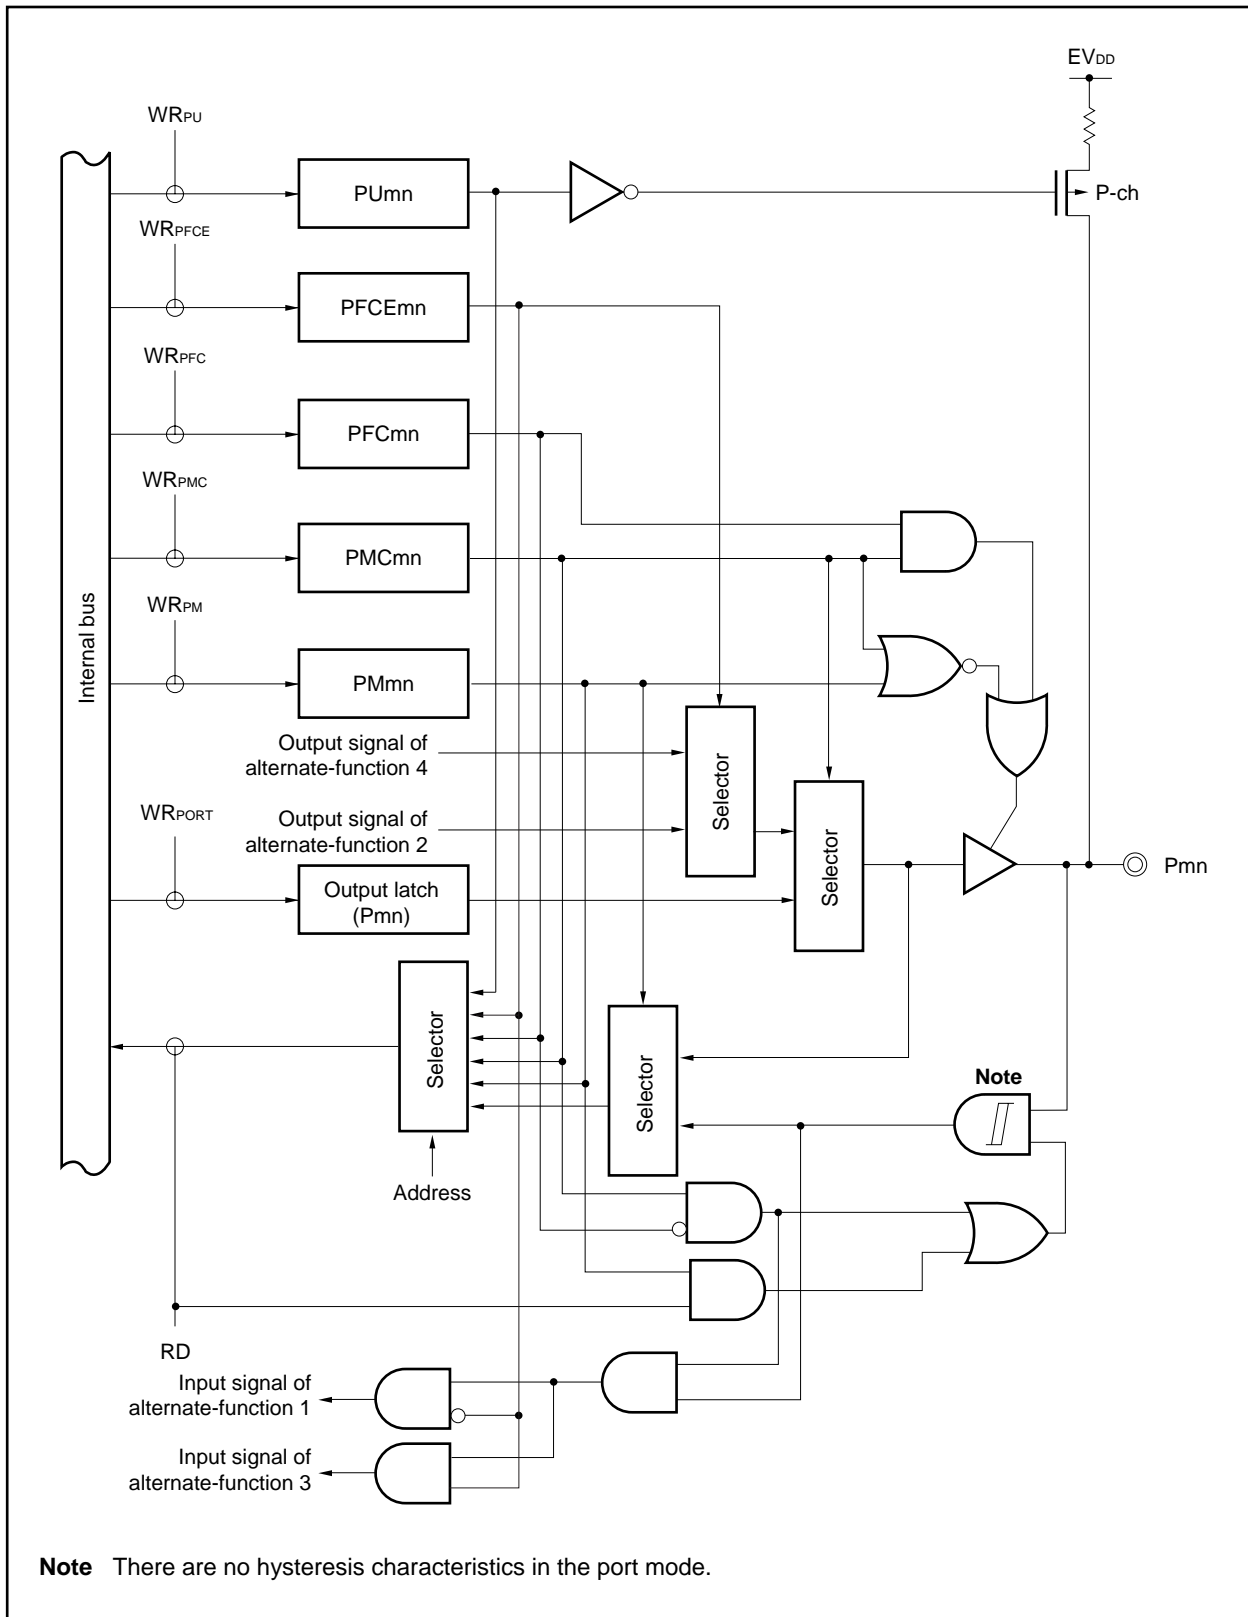 EVDD
WRPU
PUmn
P-ch
WRPFCE
PFCEmn
WRPFC
PFCmn
WRPMC
PMCmn
WRPM
Internal bus
PMmn
Output signal of
alternate-function 4
Selector
WRPORT
Output signal of
alternate-function 2
Selector
Pmn
Output latch
(Pmn)
Selector
Selector
Note
Address
RD
Input signal of
alternate-function 1
Input signal of
alternate-function 3
Note There are no hysteresis characteristics in the port mode.